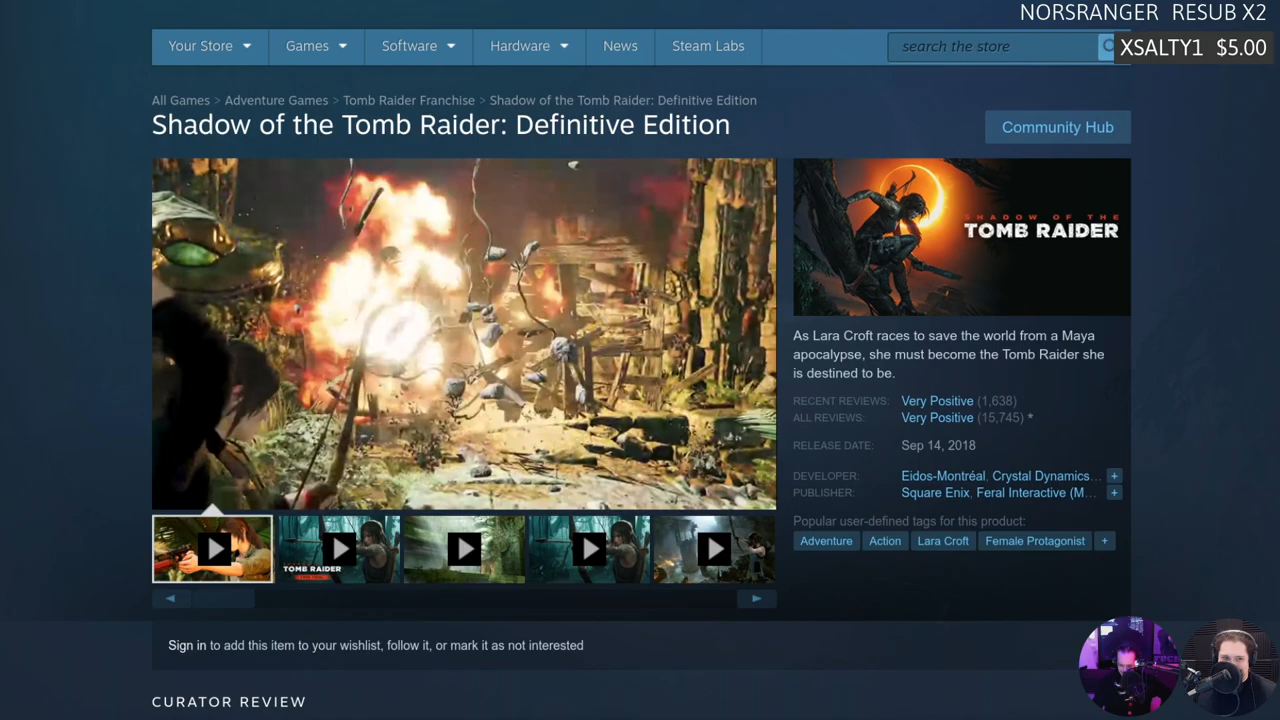 NORSRANGER RESUB X2
XSALTY1 $5.00
Your Store
Games
Software
Hardware
News
Steam Labs
search the store
All Games > Adventure Games > Tomb Raider Franchise > Shadow of the Tomb Raider: Definitive Edition
Shadow of the Tomb Raider: Definitive Edition
Community Hub
SHADOW OF THE
TOMB RAIDER
As Lara Croft races to save the world from a Maya
apocalypse, she must become the Tomb Raider she
is destined to be.
RECENT REVIEWS: Very Positive (1,638)
ALL REVIEWS: Very Positive (15,745) *
RELEASE DATE: Sep 14, 2018
DEVELOPER: Eidos-Montréal, Crystal Dynamics... +
PUBLISHER: Square Enix, Feral Interactive (M... +
Popular user-defined tags for this product:
Adventure Action Lara Croft Female Protagonist +
TOMB RAIDER
Sign in to add this item to your wishlist, follow it, or mark it as not interested
CURATOR REVIEW